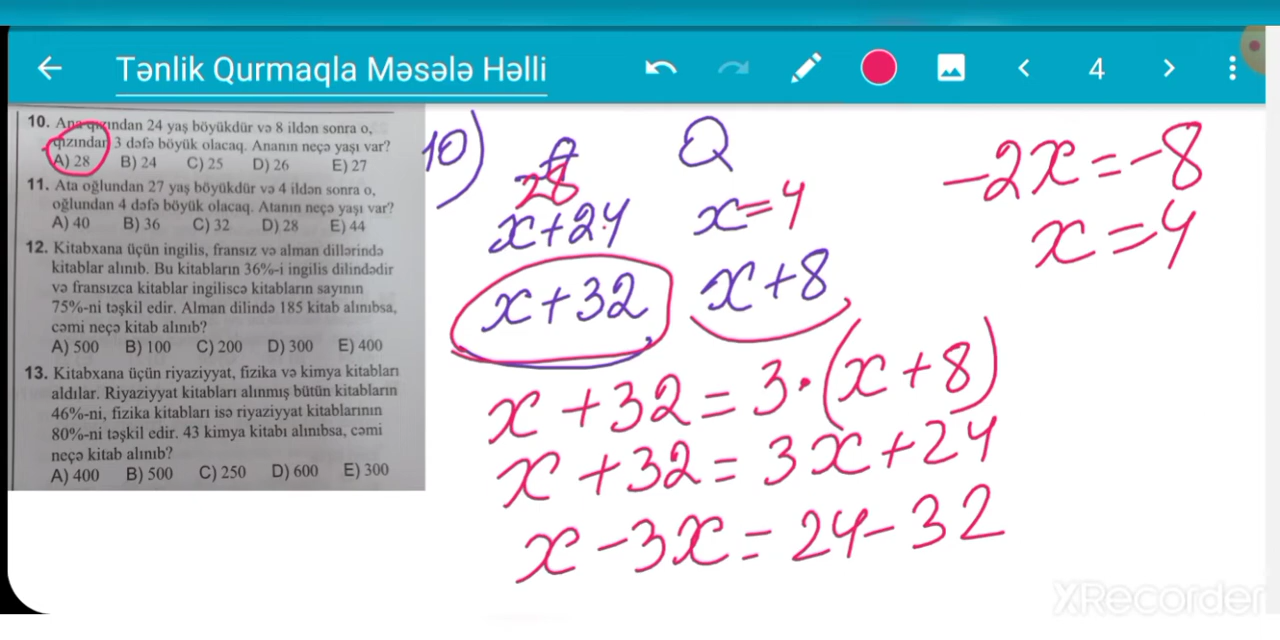 Tənlik Qurmaqla Məsələ Həlli
4
10. Ana qızından 24 yaş böyükdür və 8 ildən sonra o,
qızından 3 dəfə böyük olacaq. Ananın neçə yaşı var?
A) 28 B) 24 C) 25 D) 26 E) 27
11. Ata oğlundan 27 yaş böyükdür və 4 ildən sonra o,
oğlundan 4 dəfə böyük olacaq. Atanın neçə yaşı var?
A) 40 B) 36 C) 32 D) 28 E) 44
12. Kitabxana üçün ingilis, fransız və alman dillərində
kitablar alınıb. Bu kitabların 36%-i ingilis dilindədir
və fransızca kitablar ingiliscə kitabların sayının
75%-ni təşkil edir. Alman dilində 185 kitab alınıbsa,
cəmi neçə kitab alınıb?
A) 500 B) 100 C) 200 D) 300 E) 400
13. Kitabxana üçün riyaziyyat, fizika və kimya kitabları
aldılar. Riyaziyyat kitabları alınmış bütün kitabların
46%-ni, fizika kitabları isə riyaziyyat kitablarının
80%-ni təşkil edir. 43 kimya kitabı alınıbsa, cəmi
neçə kitab alınıb?
A) 400 B) 500 C) 250 D) 600 E) 300
10)
Q
28
x+24 x=4
x+32 x+8
x+32=3·(x+8)
x+32=3x+24
x-3x=24-32
-2x=-8
x=4
XRecorder